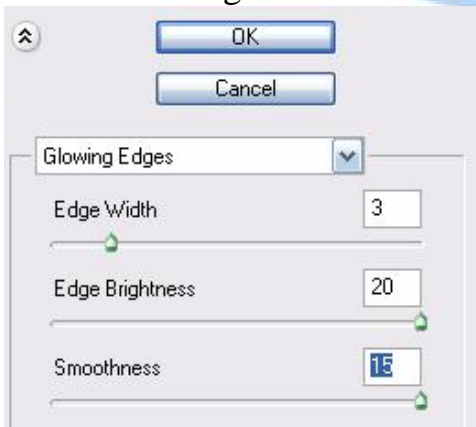 OK
Cancel
Glowing Edges
Edge Width 3
Edge Brightness 20
Smoothness 15